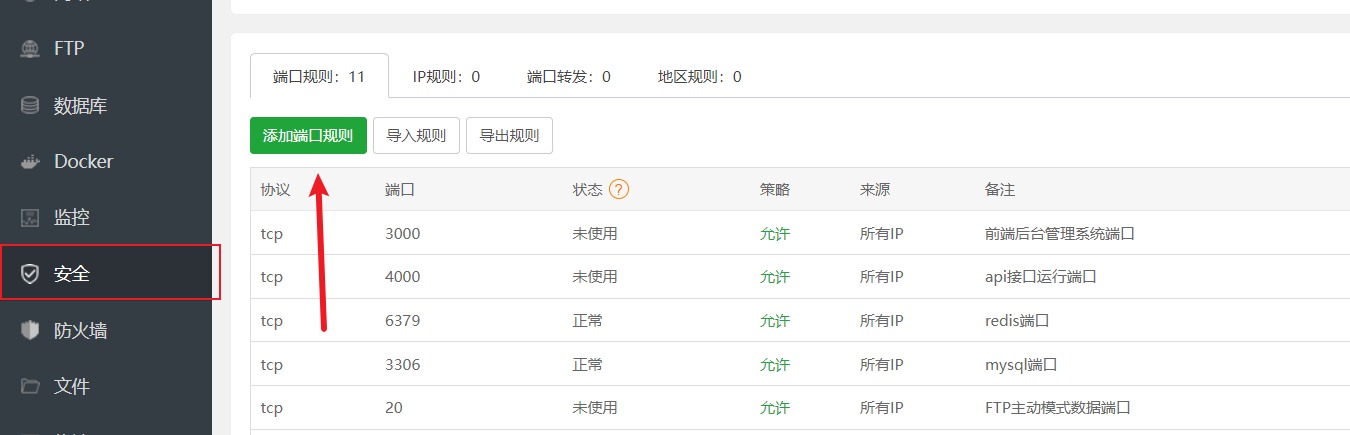 FTP
数据库
Docker
监控
安全
防火墙
文件
端口规则：11 IP规则：0 端口转发：0 地区规则：0
添加端口规则 导入规则 导出规则
协议 端口 状态 ? 策略 来源 备注
tcp 3000 未使用 允许 所有IP 前端后台管理系统端口
tcp 4000 未使用 允许 所有IP api接口运行端口
tcp 6379 正常 允许 所有IP redis端口
tcp 3306 正常 允许 所有IP mysql端口
tcp 20 未使用 允许 所有IP FTP主动模式数据端口